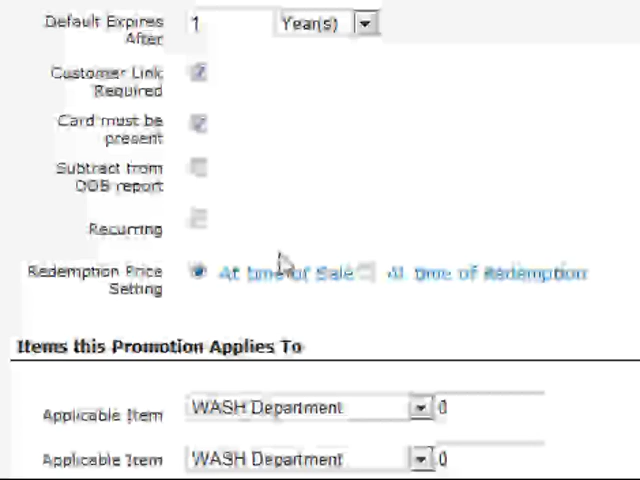 Default Expires 1 Year(s)
After
Customer Link
Required
Card must be
present
Subtract from
DOB report
Recurring
Redemption Price At time of Sale At time of Redemption
Setting
Items this Promotion Applies To
Applicable Item WASH Department 0
Applicable Item WASH Department 0